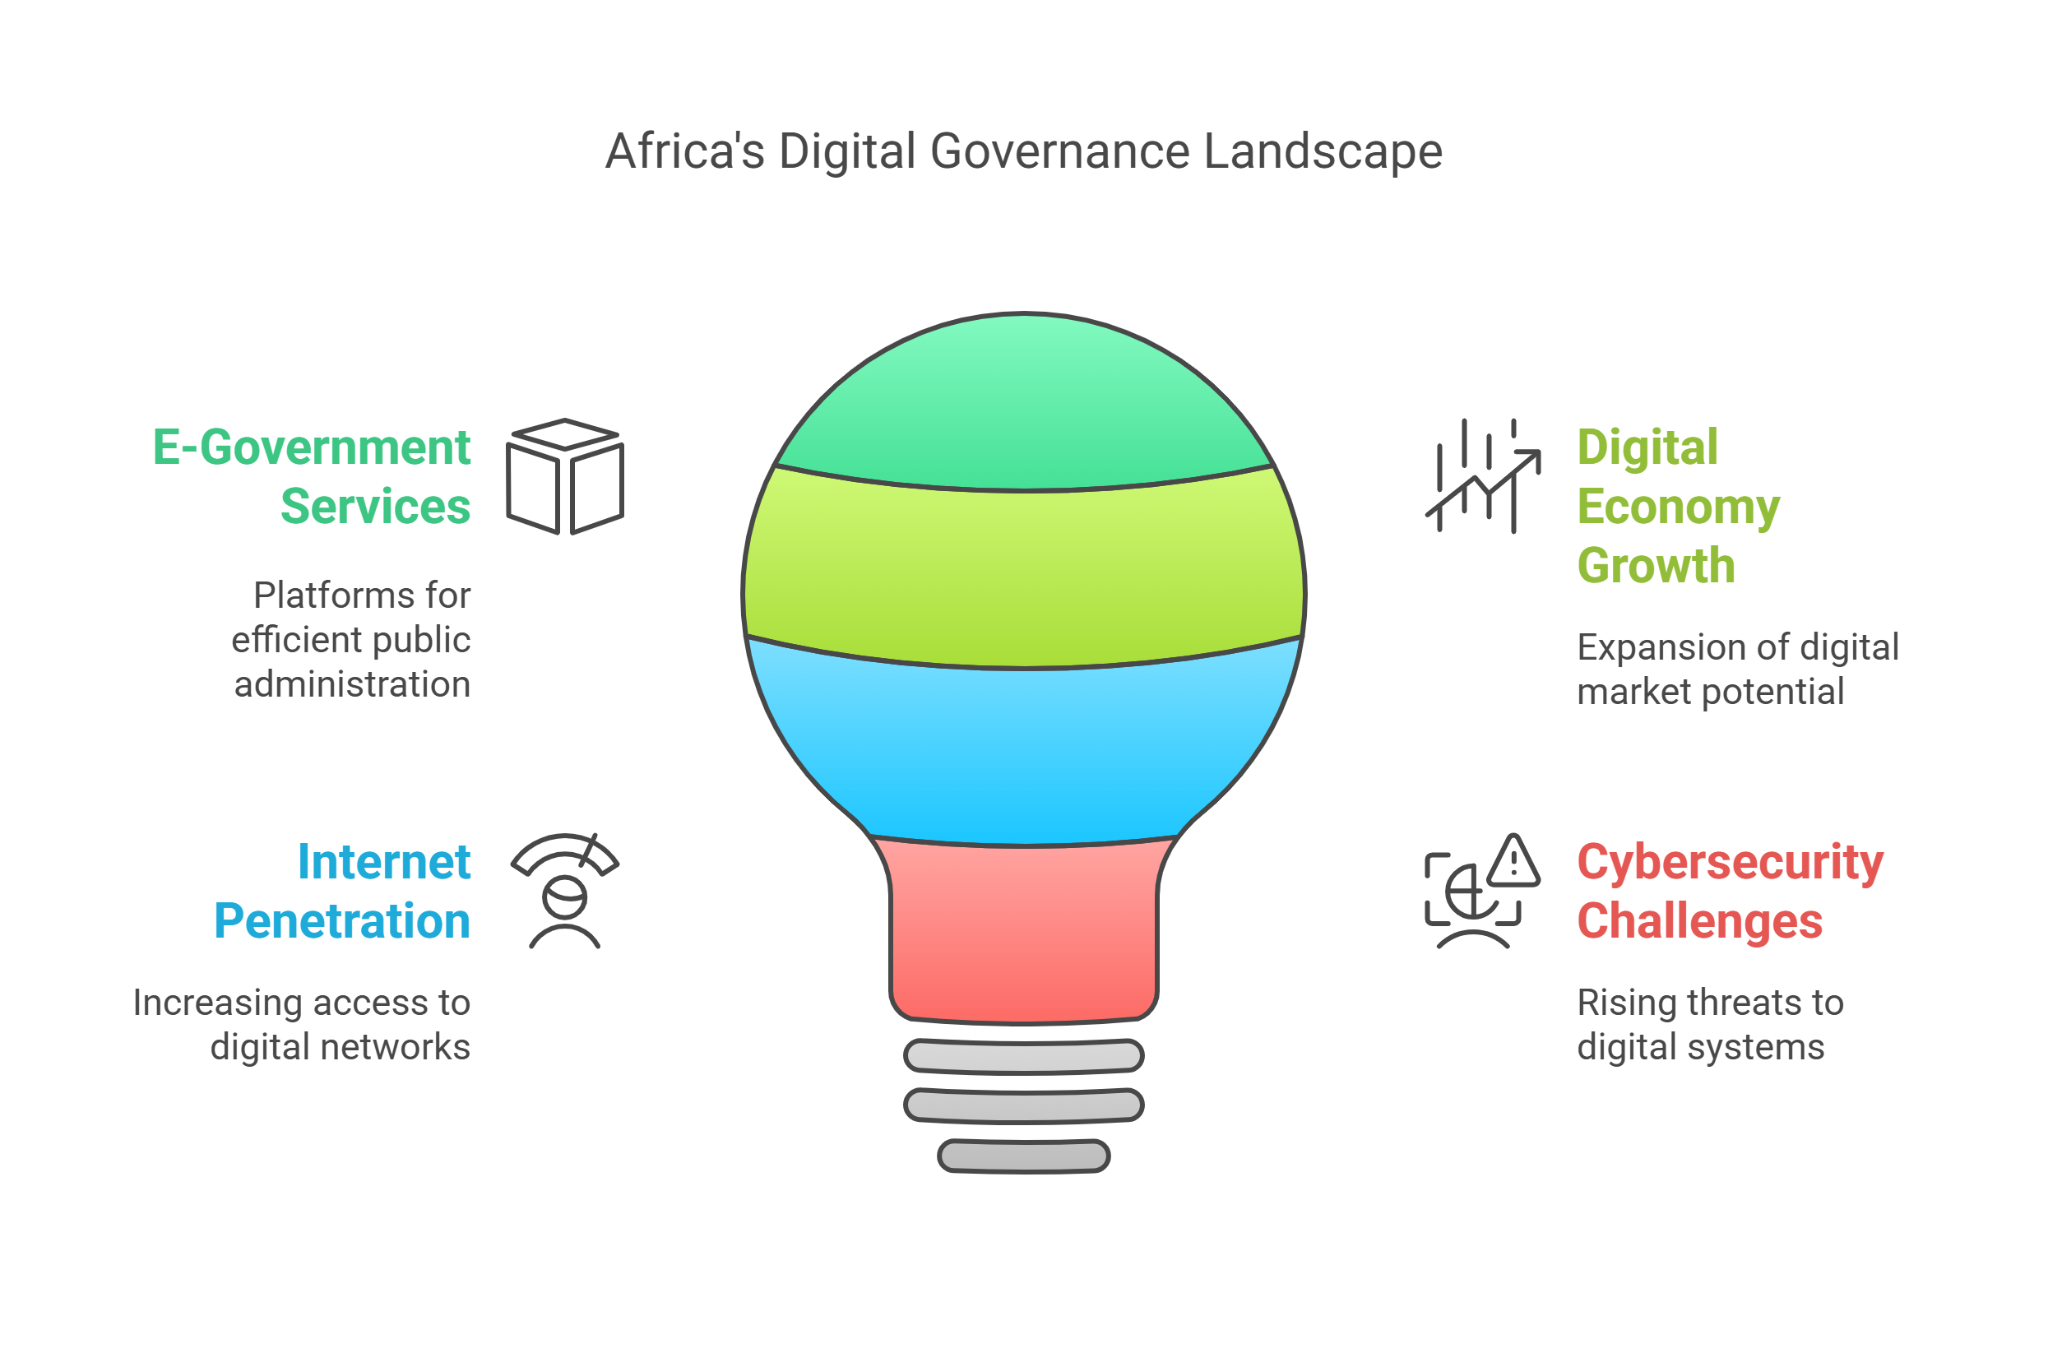 Africa's Digital Governance Landscape
E-Government
Services
Platforms for
efficient public
administration
Digital
Economy
Growth
Expansion of digital
market potential
Internet
Penetration
Increasing access to
digital networks
Cybersecurity
Challenges
Rising threats to
digital systems